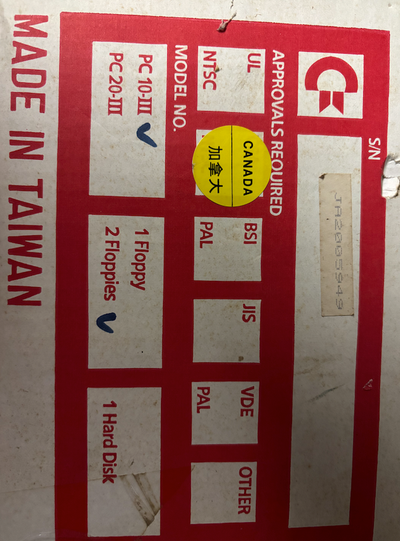 S/N
JA2005949
APPROVALS REQUIRED
UL BSI JIS VDE OTHER
CANADA
加拿大
NTSC PAL PAL
MODEL NO.
PC 10-III 1 Floppy 1 Hard Disk
PC 20-III 2 Floppies
MADE IN TAIWAN